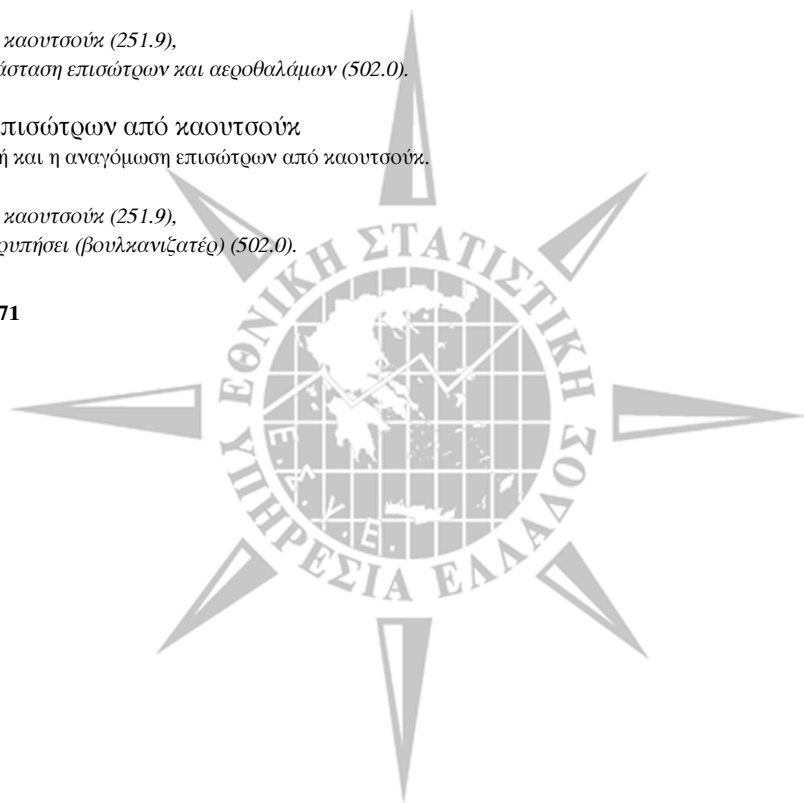 καουτσούκ (251.9),
άσταση επισώτρων και αεροθαλάμων (502.0).
πισώτρων από καουτσούκ
ή και η αναγόμωση επισώτρων από καουτσούκ.
καουτσούκ (251.9),
ρυπήσει (βουλκανιζατέρ) (502.0).
71
ΕΘΝΙΚΗ ΣΤΑΤΙΣΤΙΚΗ
ΥΠΗΡΕΣΙΑ ΕΛΛΑΔΟΣ
Ε.Σ.Υ.Ε.